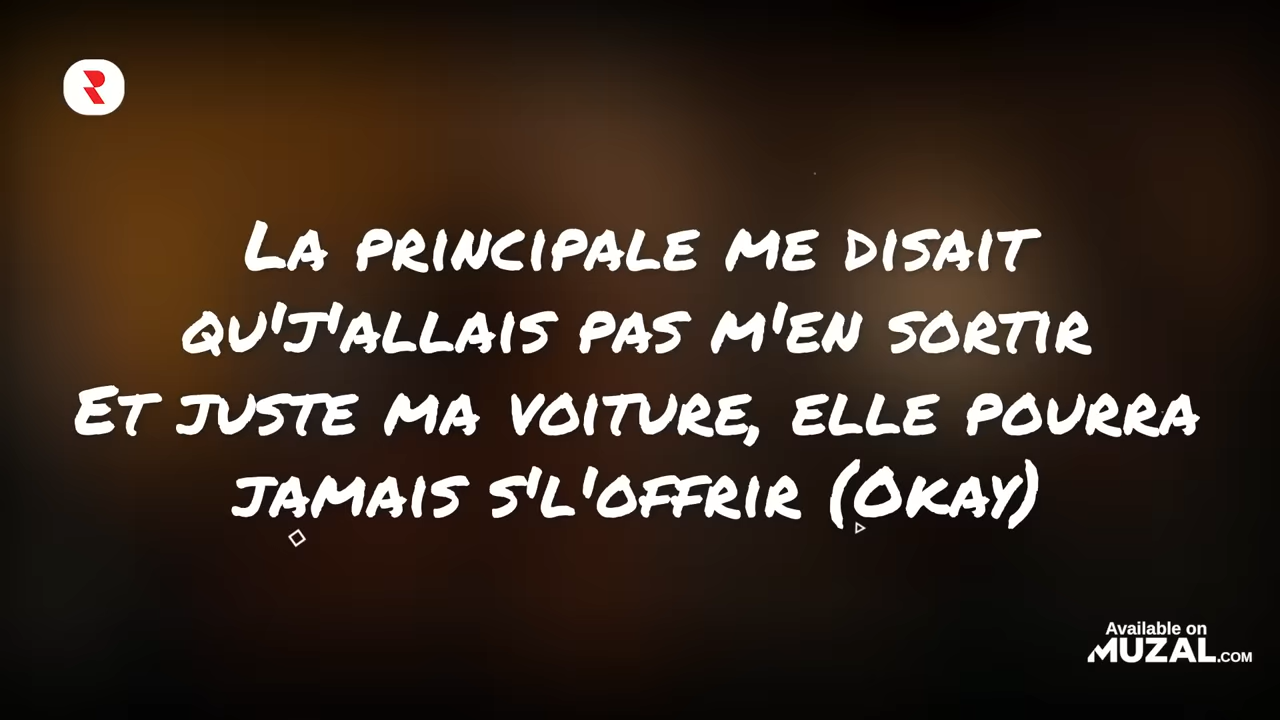 La principale me disait
qu'j'allais pas m'en sortir
Et juste ma voiture, elle pourra
jamais s'l'offrir (Okay)
Available on
MUZAL.COM